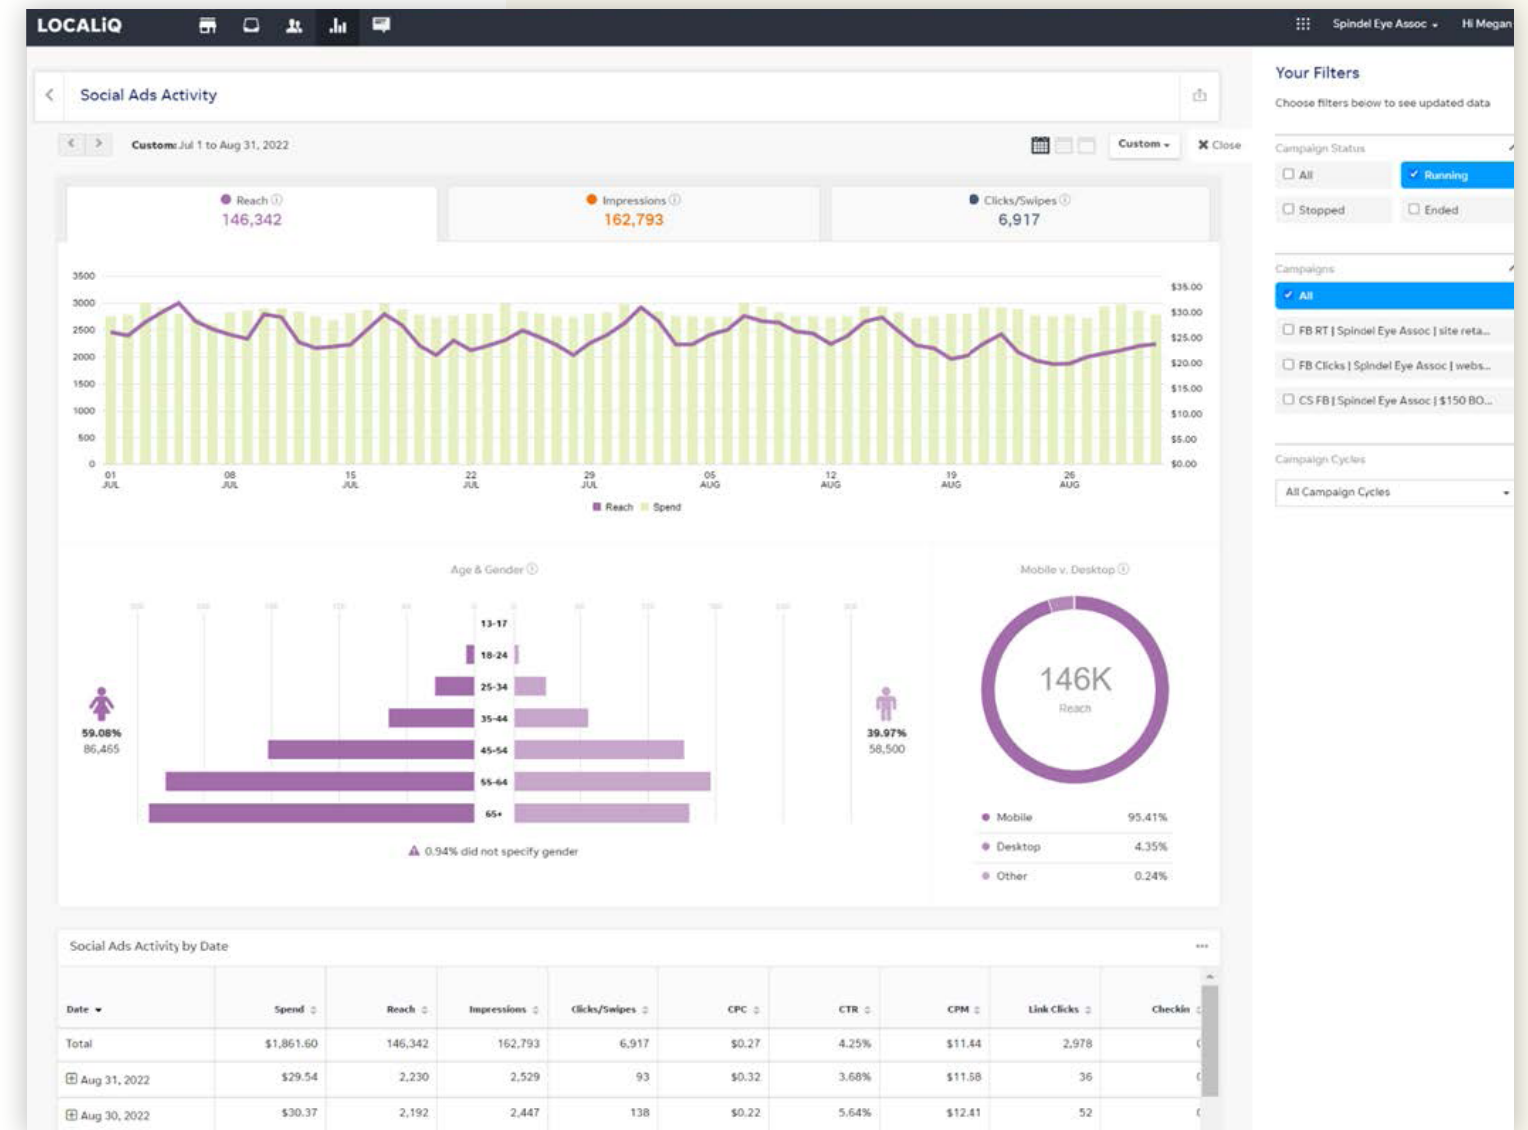 LOCALiQ
Spindel Eye Assoc
Hi Megan
Social Ads Activity
Custom: Jul 1 to Aug 31, 2022
Custom
Close
Reach
146,342
Impressions
162,793
Clicks/Swipes
6,917
3500
3000
2500
2000
1500
1000
500
0
$35.00
$30.00
$25.00
$20.00
$15.00
$10.00
$5.00
$0.00
01 JUL
08 JUL
15 JUL
22 JUL
29 JUL
05 AUG
12 AUG
19 AUG
26 AUG
Reach Spend
Age & Gender
13-17
18-24
25-34
35-44
45-54
55-64
65+
59.08%
86,465
39.97%
58,500
0.94% did not specify gender
Mobile v. Desktop
146K
Reach
Mobile 95.41%
Desktop 4.35%
Other 0.24%
Social Ads Activity by Date
Date Spend Reach Impressions Clicks/Swipes CPC CTR CPM Link Clicks Checkin
Total $1,861.60 146,342 162,793 6,917 $0.27 4.25% $11.44 2,978
Aug 31, 2022 $29.54 2,230 2,529 93 $0.32 3.68% $11.58 36
Aug 30, 2022 $30.37 2,192 2,447 138 $0.22 5.64% $12.41 52
Your Filters
Choose filters below to see updated data
Campaign Status
All
Running
Stopped
Ended
Campaigns
All
FB RT | Spindel Eye Assoc | site reta...
FB Clicks | Spindel Eye Assoc | webs...
CS FB | Spindel Eye Assoc | $150 BO...
Campaign Cycles
All Campaign Cycles